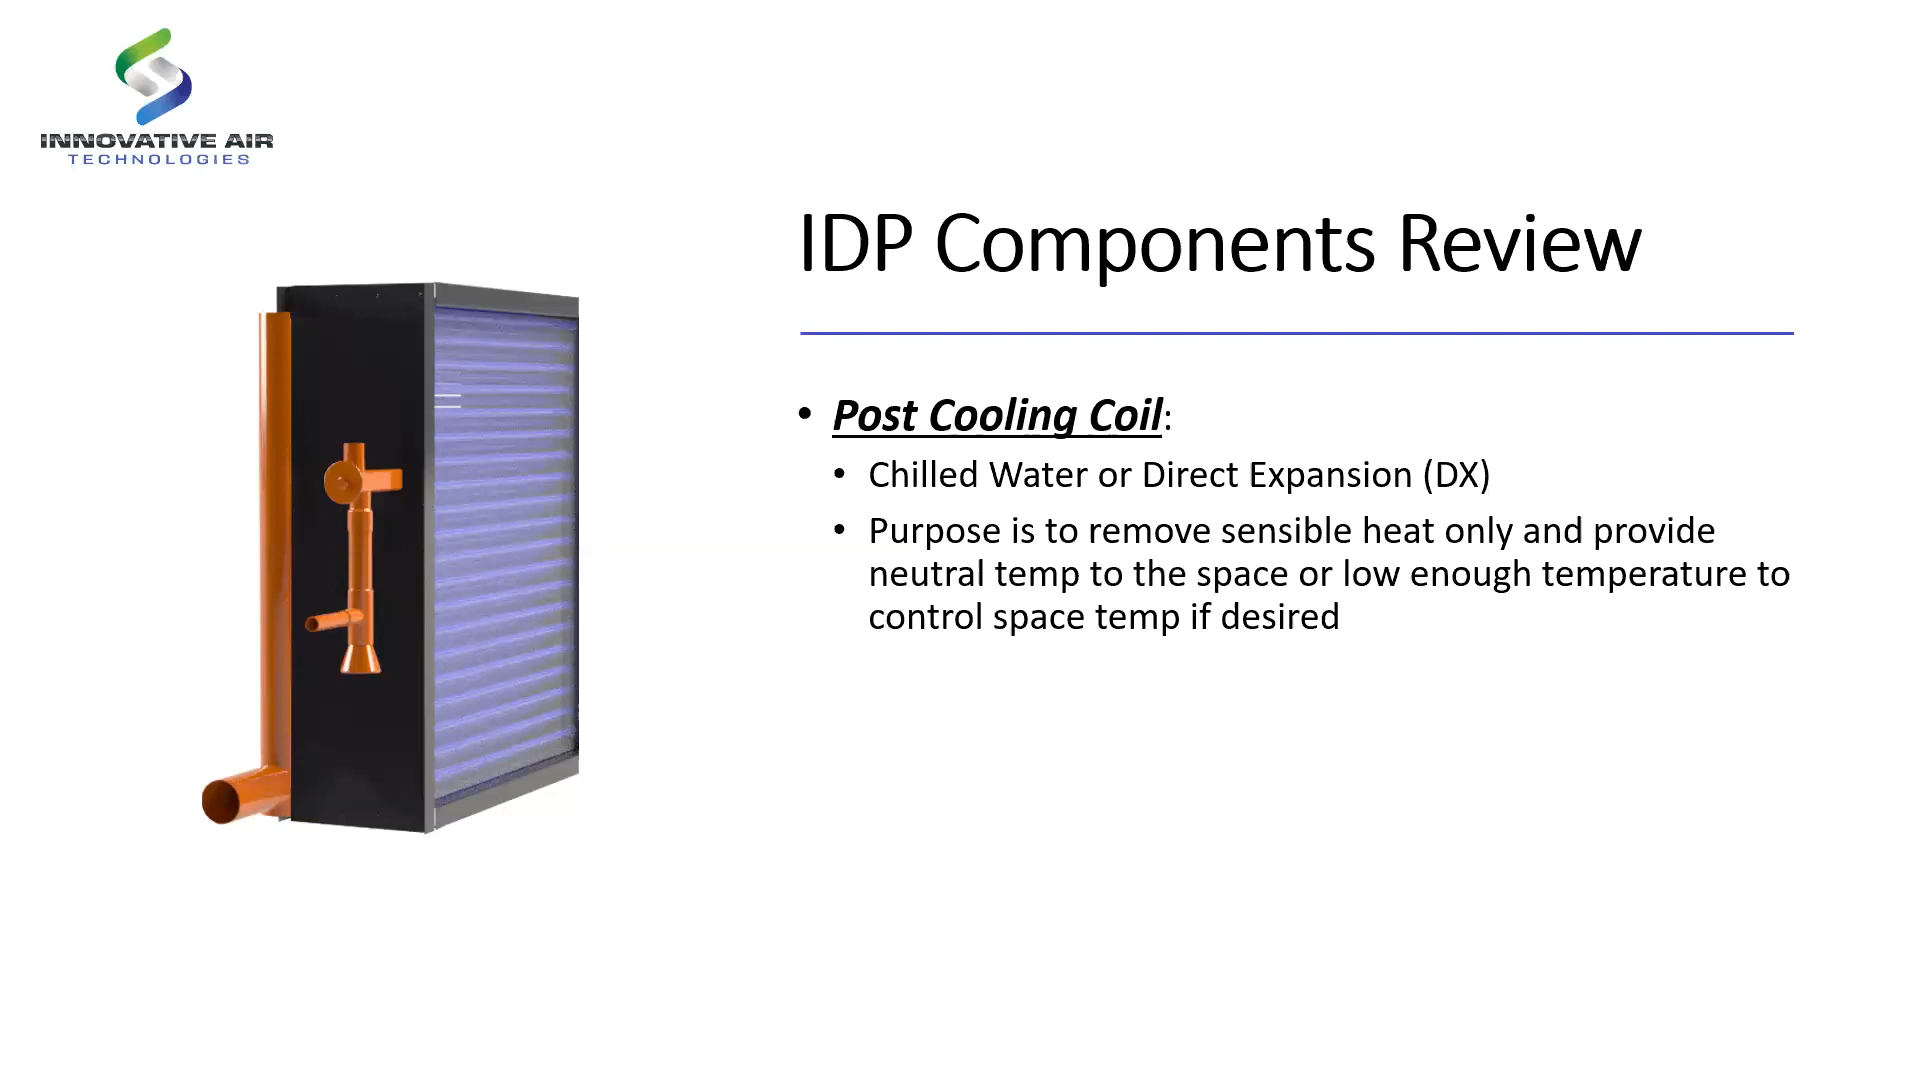 INNOVATIVE AIR
TECHNOLOGIES
IDP Components Review
• Post Cooling Coil:
• Chilled Water or Direct Expansion (DX)
• Purpose is to remove sensible heat only and provide
neutral temp to the space or low enough temperature to
control space temp if desired